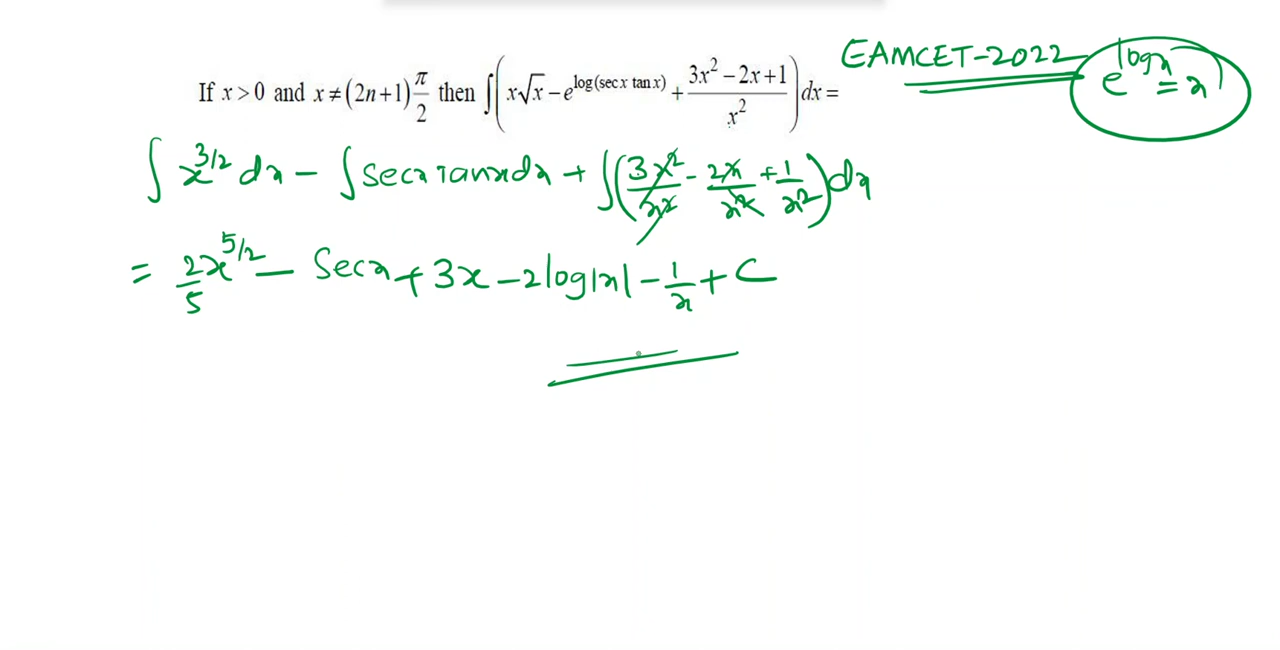 EAMCET-2022
e^{log x} = x
If x > 0 and x ≠ (2n+1) π/2 then ∫( x√x − e^{log(sec x tan x)} + (3x² − 2x + 1)/x² ) dx =
∫ x^{3/2} dx − ∫ secx tanx dx + ∫( 3x²/x² − 2x/x² + 1/x² ) dx
= 2/5 x^{5/2} − Secx + 3x − 2log|x| − 1/x + C